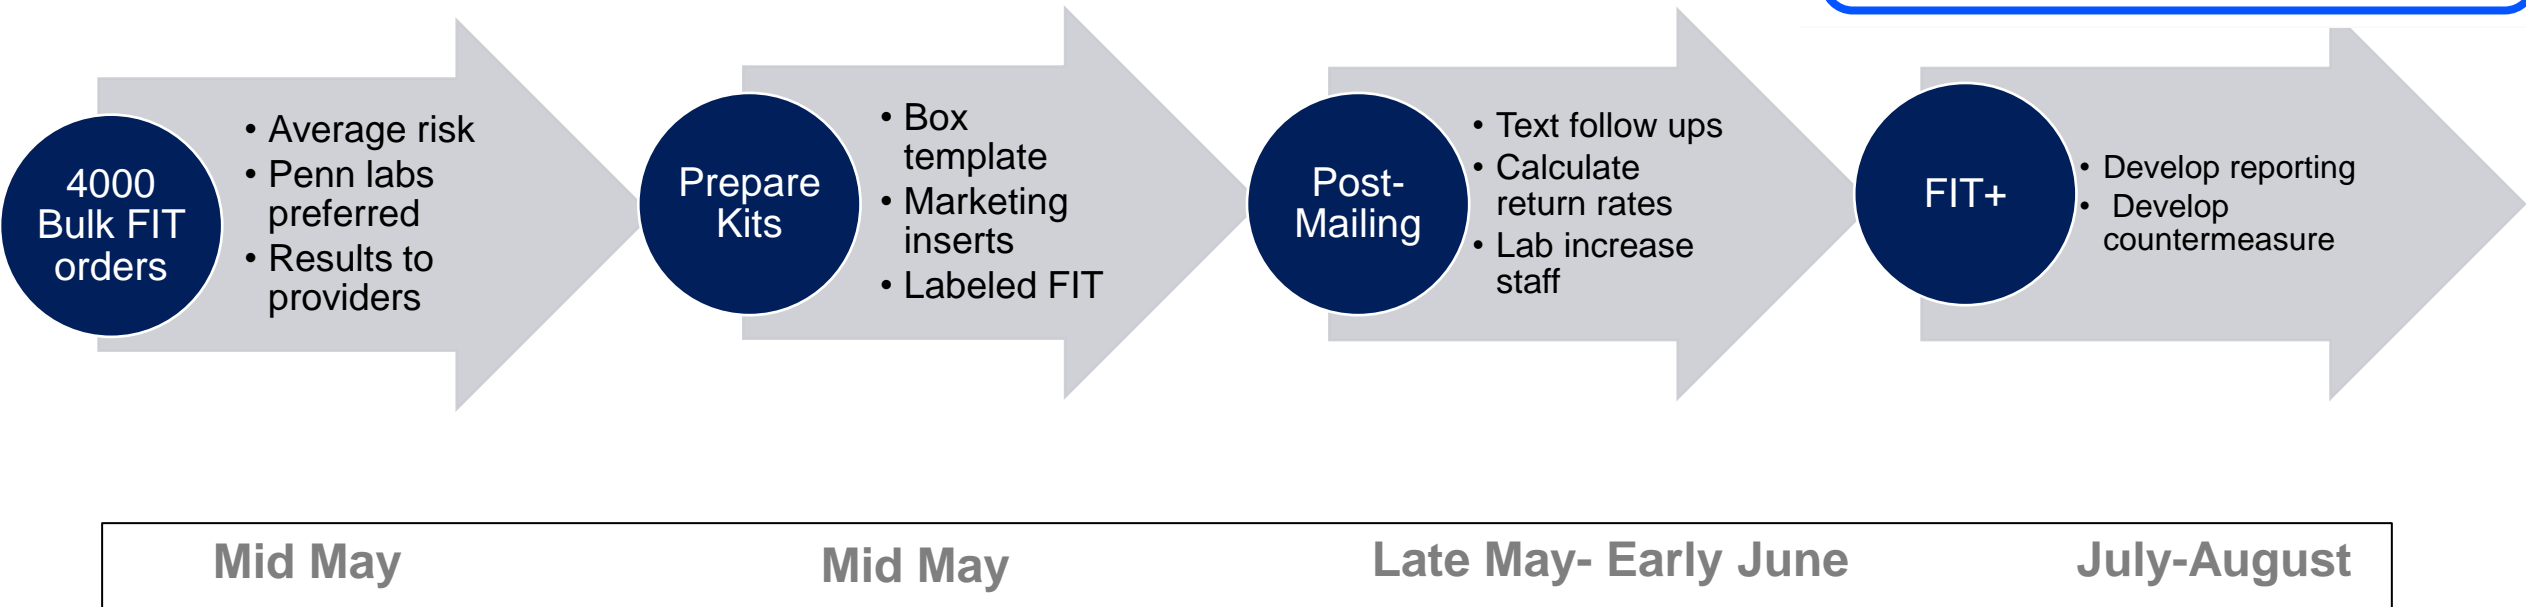 4000
Bulk FIT
orders
• Average risk
• Penn labs
preferred
• Results to
providers
Prepare
Kits
• Box
template
• Marketing
inserts
• Labeled FIT
Post-
Mailing
• Text follow ups
• Calculate
return rates
• Lab increase
staff
FIT+
• Develop reporting
• Develop
countermeasure
Mid May
Mid May
Late May- Early June
July-August